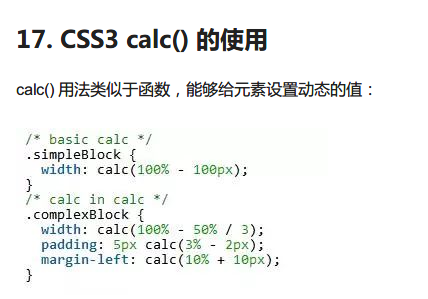 17. CSS3 calc() 的使用
calc() 用法类似于函数，能够给元素设置动态的值：
/* basic calc */
.simpleBlock {
  width: calc(100% - 100px);
}
/* calc in calc */
.complexBlock {
  width: calc(100% - 50% / 3);
  padding: 5px calc(3% - 2px);
  margin-left: calc(10% + 10px);
}